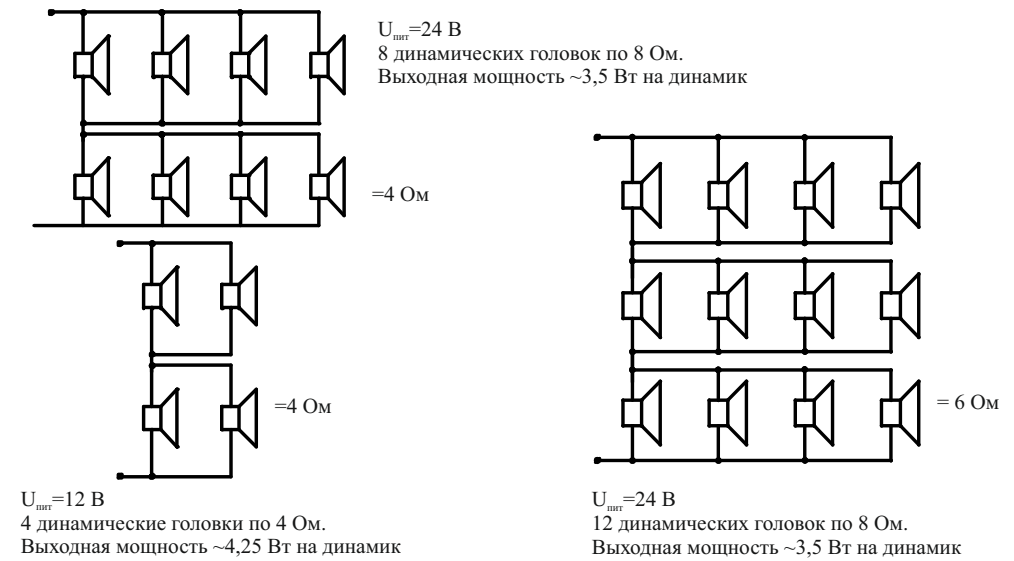 Uпит=24 В
8 динамических головок по 8 Ом.
Выходная мощность ~3,5 Вт на динамик
=4 Ом
=4 Ом
Uпит=12 В
4 динамические головки по 4 Ом.
Выходная мощность ~4,25 Вт на динамик
= 6 Ом
Uпит=24 В
12 динамических головок по 8 Ом.
Выходная мощность ~3,5 Вт на динамик